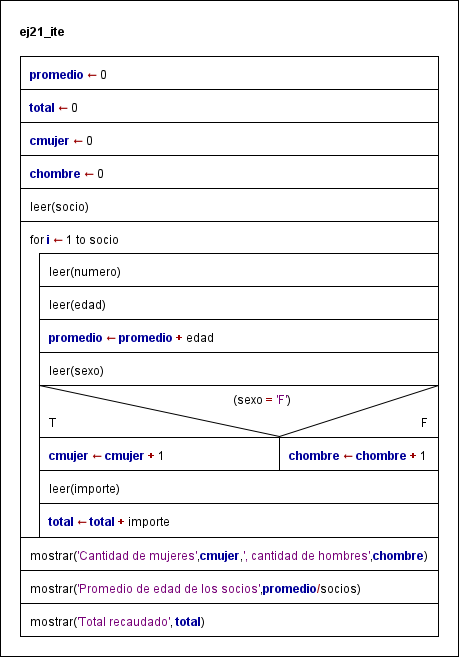 ej21_ite
promedio ← 0
total ← 0
cmujer ← 0
chombre ← 0
leer(socio)
for i ← 1 to socio
leer(numero)
leer(edad)
promedio ← promedio + edad
leer(sexo)
(sexo = 'F')
T F
cmujer ← cmujer + 1 chombre ← chombre + 1
leer(importe)
total ← total + importe
mostrar('Cantidad de mujeres',cmujer,', cantidad de hombres',chombre)
mostrar('Promedio de edad de los socios',promedio/socios)
mostrar('Total recaudado', total)